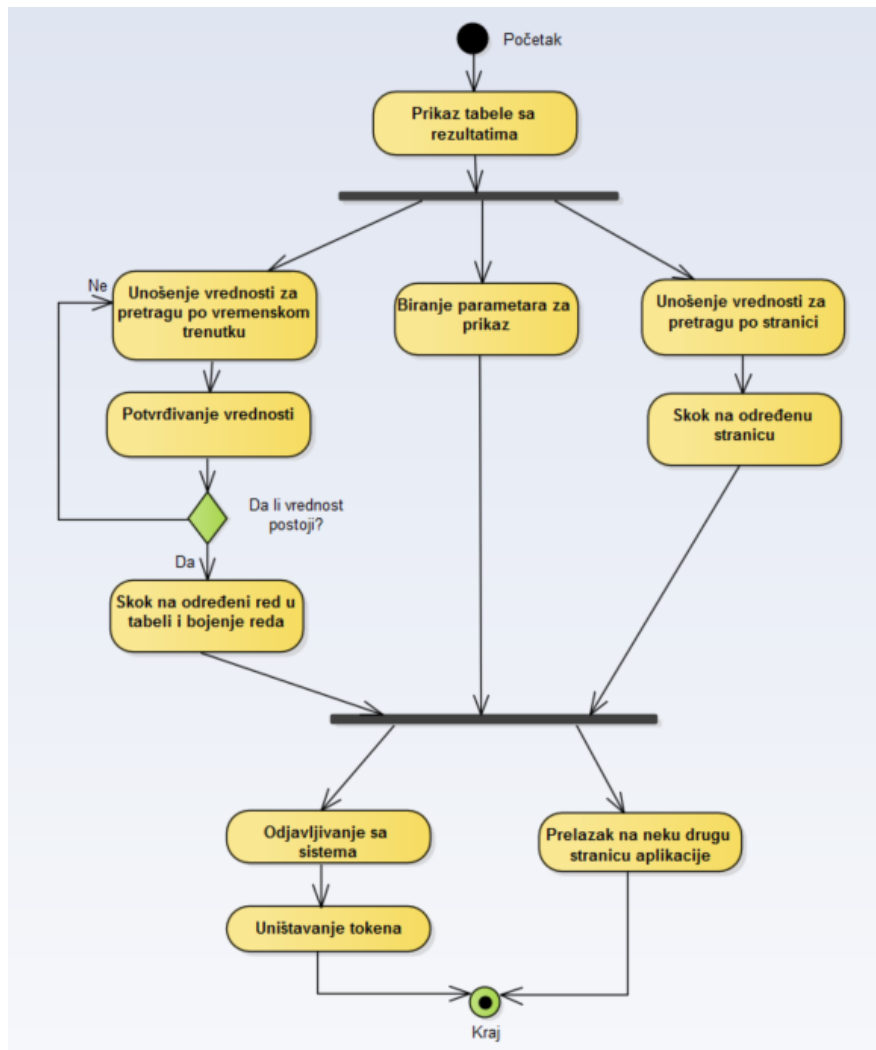 Početak
Prikaz tabele sa
rezultatima
Ne
Unošenje vrednosti za
pretragu po vremenskom
trenutku
Biranje parametara za
prikaz
Unošenje vrednosti za
pretragu po stranici
Potvrđivanje vrednosti
Skok na određenu
stranicu
Da li vrednost
postoji?
Da
Skok na određeni red u
tabeli i bojenje reda
Odjavljivanje sa
sistema
Prelazak na neku drugu
stranicu aplikacije
Uništavanje tokena
Kraj